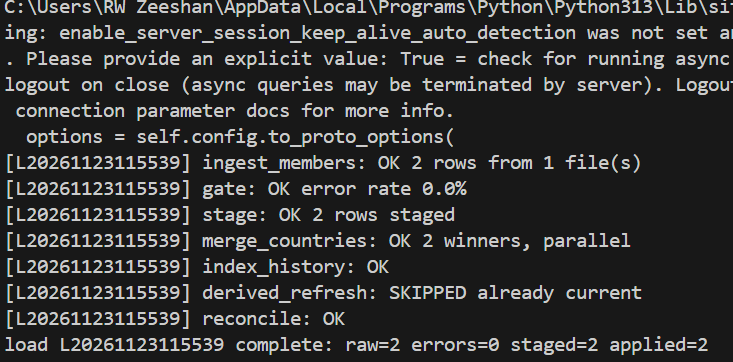 C:\Users\RW Zeeshan\AppData\Local\Programs\Python\Python313\Lib\sit
ing: enable_server_session_keep_alive_auto_detection was not set an
. Please provide an explicit value: True = check for running async
logout on close (async queries may be terminated by server). Logout
 connection parameter docs for more info.
  options = self.config.to_proto_options(
[L20261123115539] ingest_members: OK 2 rows from 1 file(s)
[L20261123115539] gate: OK error rate 0.0%
[L20261123115539] stage: OK 2 rows staged
[L20261123115539] merge_countries: OK 2 winners, parallel
[L20261123115539] index_history: OK
[L20261123115539] derived_refresh: SKIPPED already current
[L20261123115539] reconcile: OK
load L20261123115539 complete: raw=2 errors=0 staged=2 applied=2